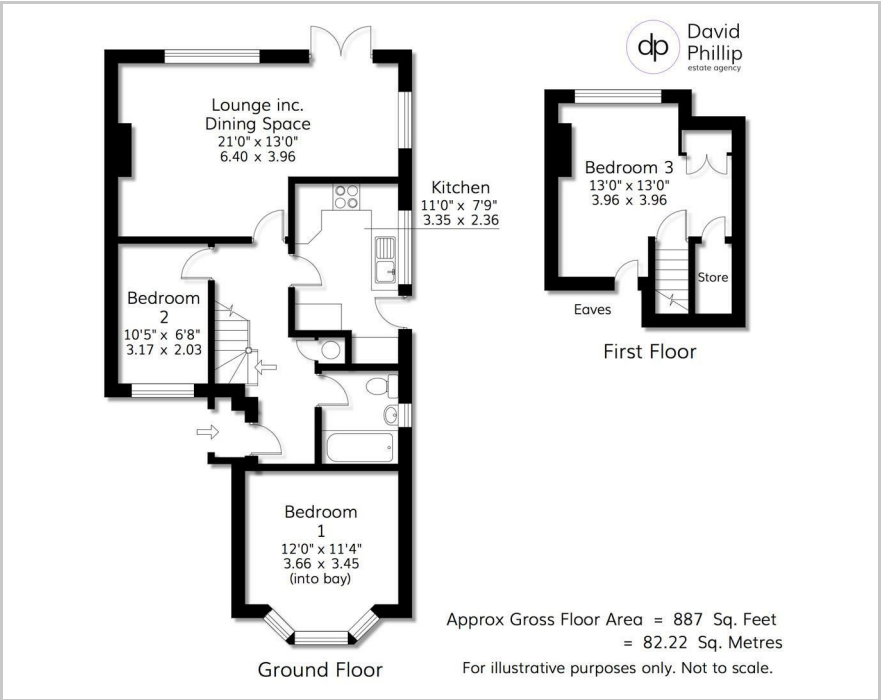 dp
David
Phillip
estate agency
Lounge inc.
Dining Space
21'0" x 13'0"
6.40 x 3.96
Kitchen
11'0" x 7'9"
3.35 x 2.36
Bedroom
2
10'5" x 6'8"
3.17 x 2.03
Bedroom
1
12'0" x 11'4"
3.66 x 3.45
(into bay)
Ground Floor
Bedroom 3
13'0" x 13'0"
3.96 x 3.96
Store
Eaves
First Floor
Approx Gross Floor Area = 887 Sq. Feet
= 82.22 Sq. Metres
For illustrative purposes only. Not to scale.